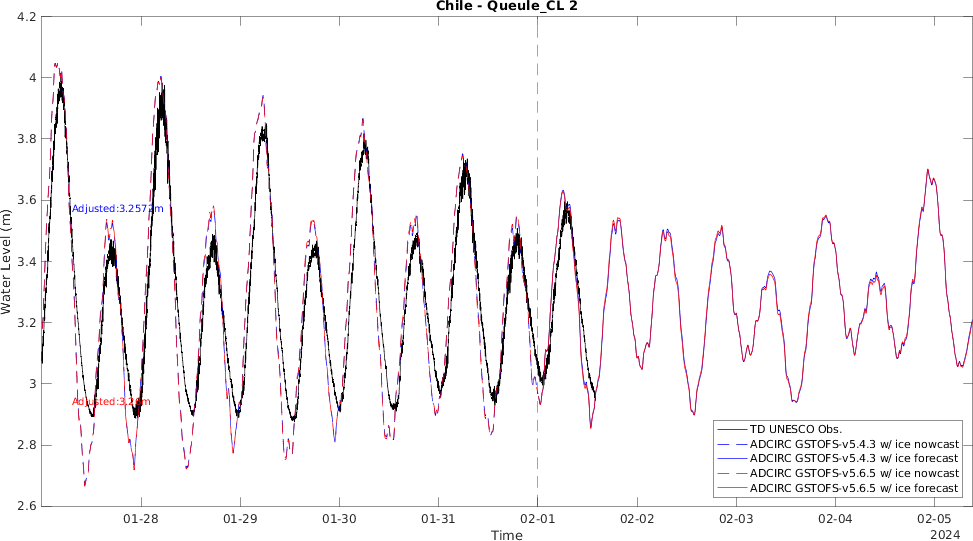 Chile - Queule_CL 2
4.2
4
3.8
3.6
3.4
3.2
3
2.8
2.6
Water Level (m)
Adjusted:3.2572m
Adjusted:3.26m
TD UNESCO Obs.
ADCIRC GSTOFS-v5.4.3 w/ ice nowcast
ADCIRC GSTOFS-v5.4.3 w/ ice forecast
ADCIRC GSTOFS-v5.6.5 w/ ice nowcast
ADCIRC GSTOFS-v5.6.5 w/ ice forecast
01-28 01-29 01-30 01-31 02-01 02-02 02-03 02-04 02-05
2024
Time